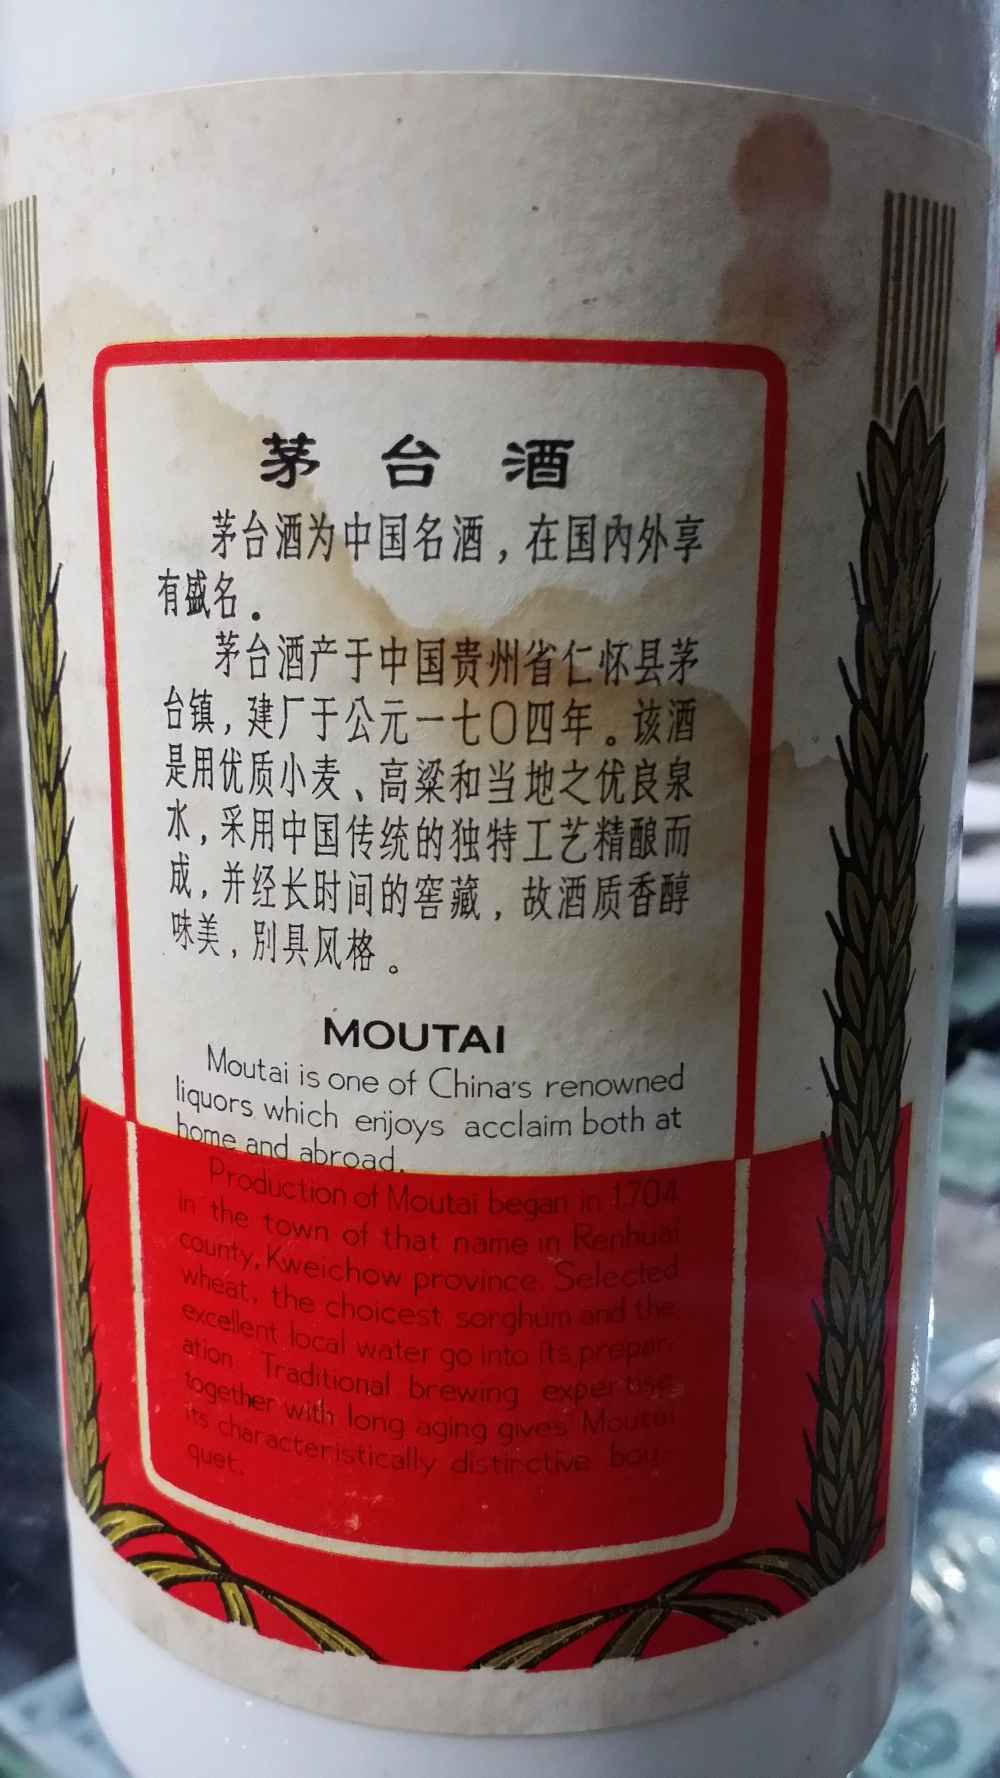 茅台酒
茅台酒为中国名酒，在国内外享
有盛名。
茅台酒产于中国贵州省仁怀县茅
台镇，建厂于公元一七〇四年。该酒
是用优质小麦、高粱和当地之优良泉
水，采用中国传统的独特工艺精酿而
成，并经长时间的窖藏，故酒质香醇
味美，别具风格。
MOUTAI
Moutai is one of China's renowned
liquors which enjoys acclaim both at
home and abroad.
Production of Moutai began in 1704
in the town of that name in Renhuai
county, Kweichow province. Selected
wheat, the choicest sorghum and the
excellent local water go into its prepar-
ation. Traditional brewing expertise
together with long aging gives Moutai
its characteristically distinctive bou-
quet.